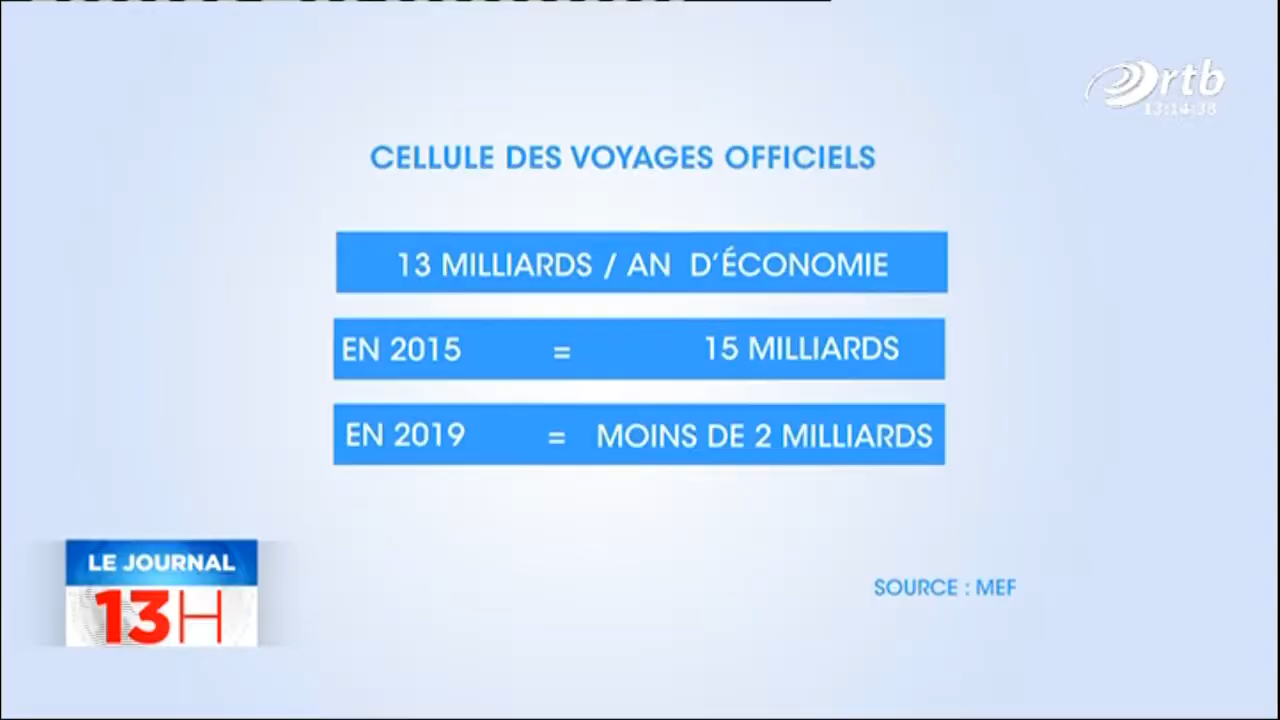 rtb
13:14:38
CELLULE DES VOYAGES OFFICIELS
13 MILLIARDS / AN D'ÉCONOMIE
EN 2015 = 15 MILLIARDS
EN 2019 = MOINS DE 2 MILLIARDS
LE JOURNAL
13H
SOURCE : MEF